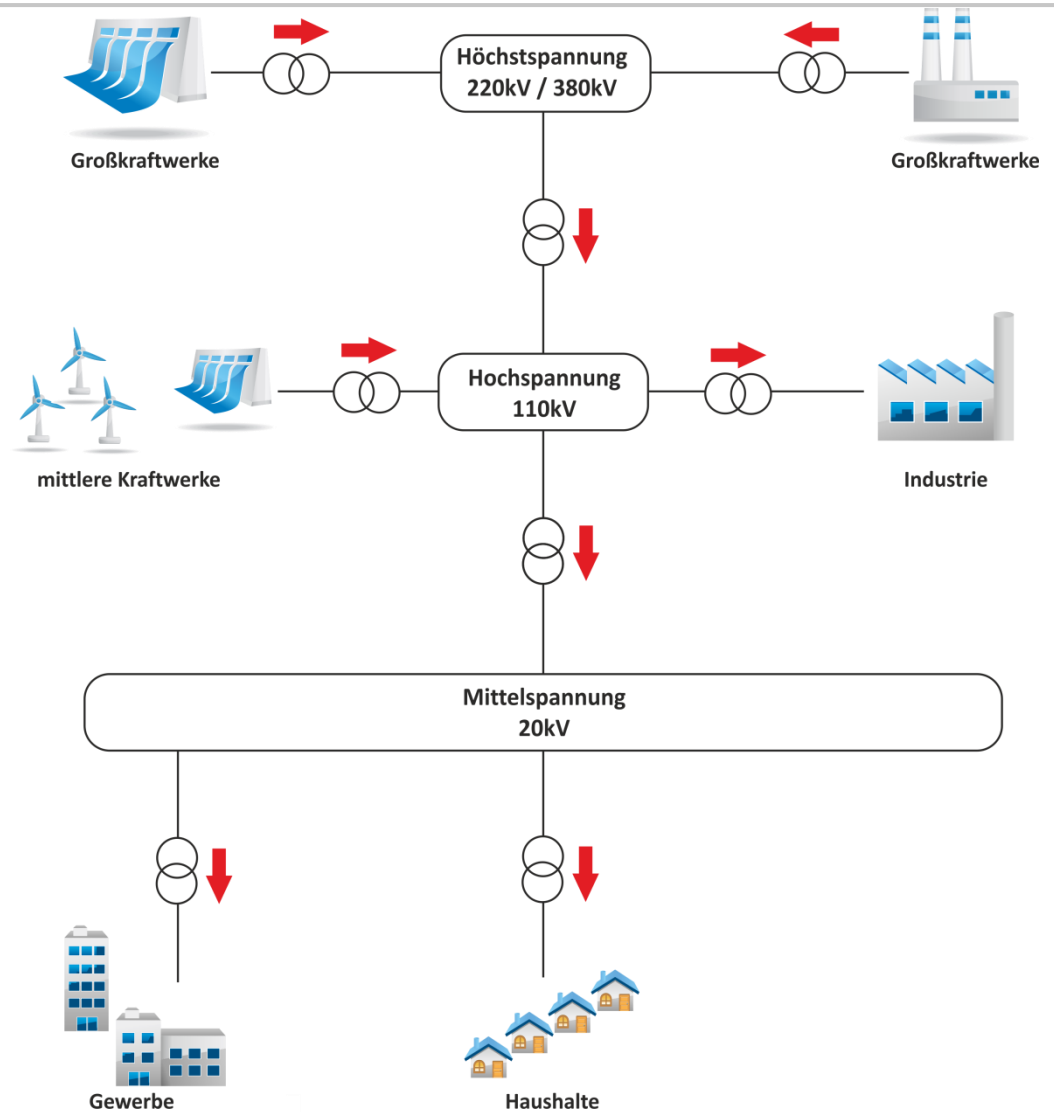 Höchstspannung
220kV / 380kV
Großkraftwerke
Großkraftwerke
Hochspannung
110kV
mittlere Kraftwerke
Industrie
Mittelspannung
20kV
Gewerbe
Haushalte